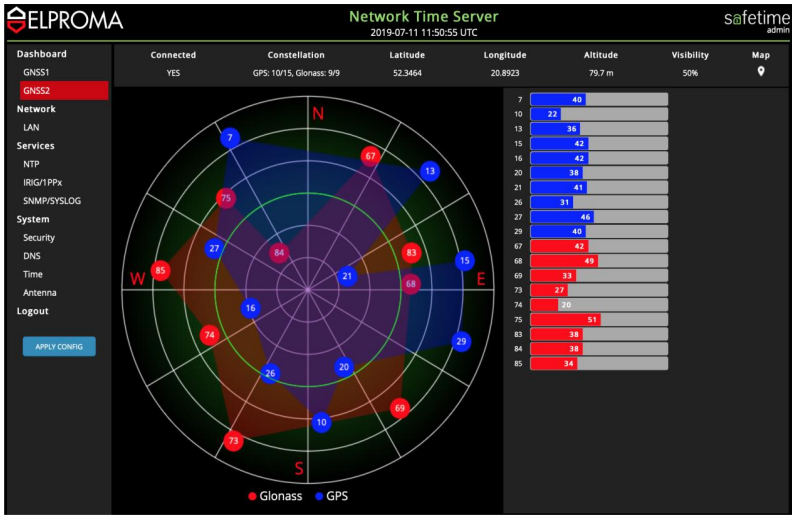 ELPROMA
Network Time Server
2019-07-11 11:50:55 UTC
safetime
admin
Dashboard
GNSS1
GNSS2
Network
LAN
Services
NTP
IRIG/1PPx
SNMP/SYSLOG
System
Security
DNS
Time
Antenna
Logout
APPLY CONFIG
Connected Constellation Latitude Longitude Altitude Visibility Map
YES GPS: 10/15, Glonass: 9/9 52.3464 20.8923 79.7 m 50%
N
7
67
13
75
27
84
83
15
W
85
21
68
E
16
74
29
26
20
69
10
73
S
Glonass GPS
7 40
10 22
13 36
15 42
16 42
20 38
21 41
26 31
27 46
29 40
67 42
68 49
69 33
73 27
74 20
75 51
83 38
84 38
85 34